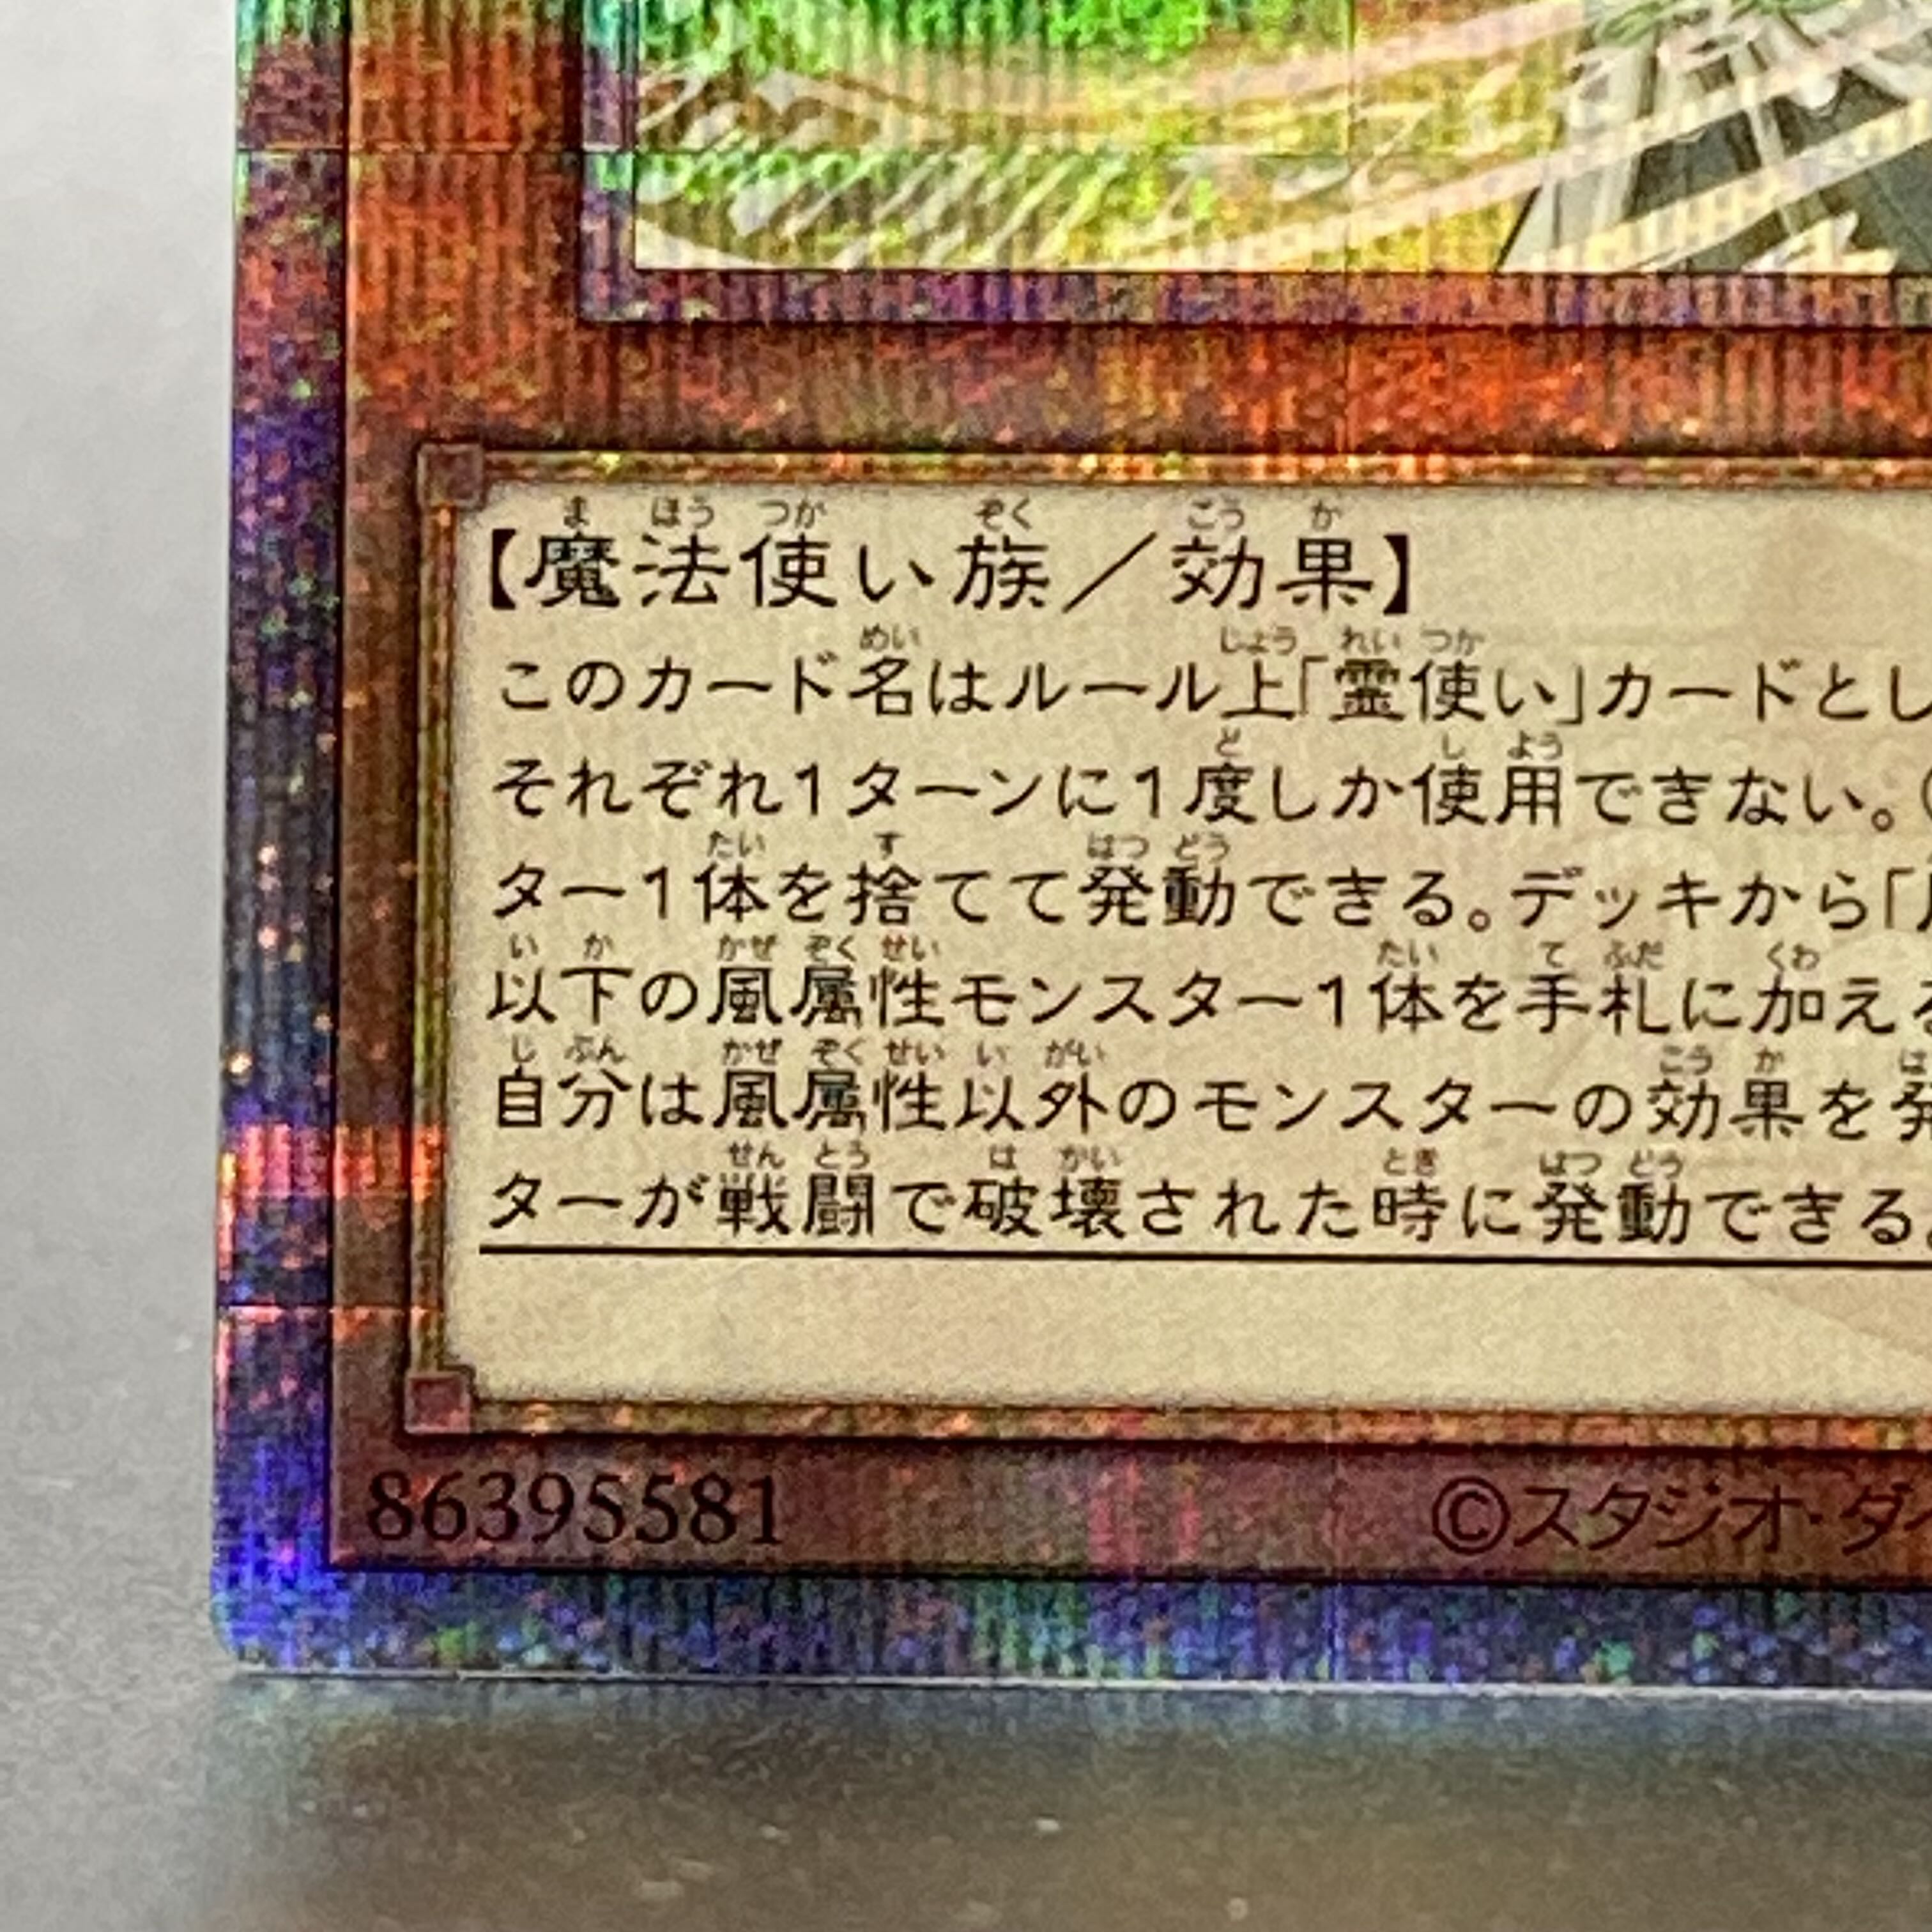 【魔法使い族／効果】
このカード名はルール上「霊使い」カードとし
それぞれ1ターンに1度しか使用できない。
ター1体を捨てて発動できる。デッキから「
以下の風属性モンスター1体を手札に加える
自分は風属性以外のモンスターの効果を発
ターが戦闘で破壊された時に発動できる。
86395581
©スタジオ・ダイ